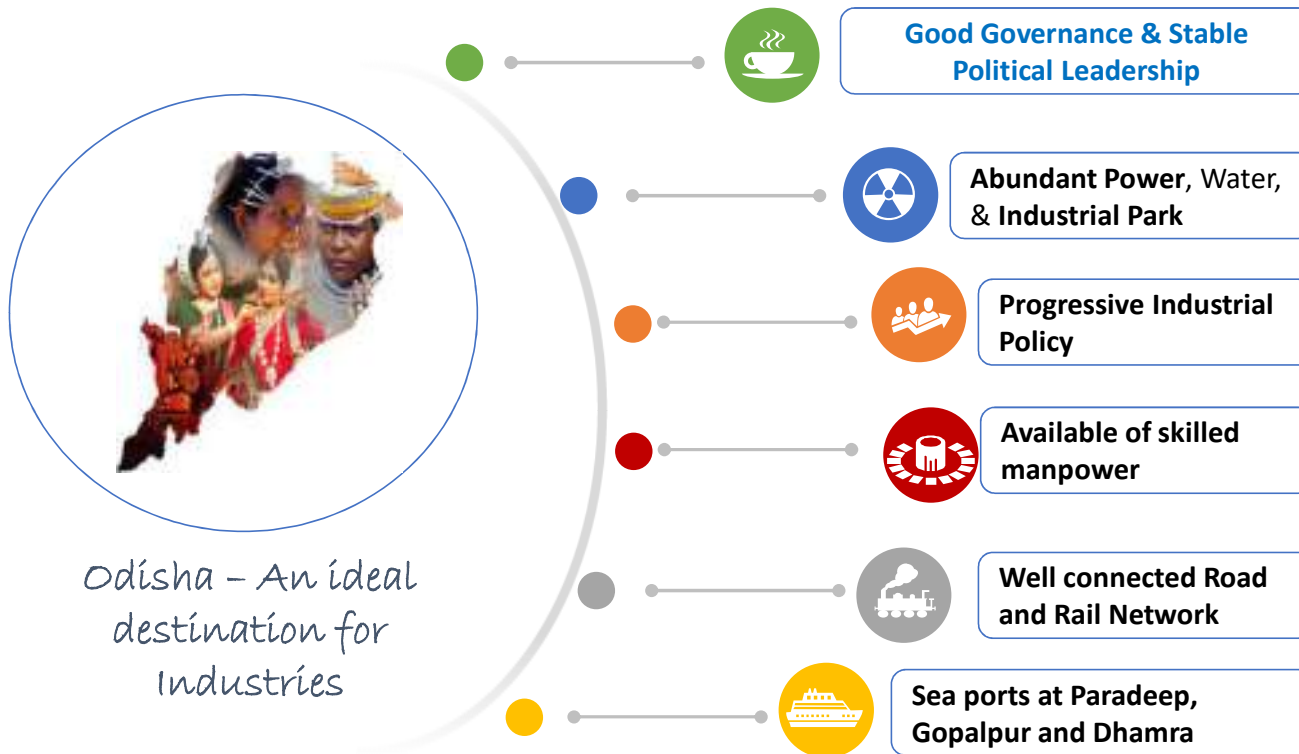 Good Governance & Stable
Political Leadership
Abundant Power, Water,
& Industrial Park
Progressive Industrial
Policy
Available of skilled
manpower
Well connected Road
and Rail Network
Sea ports at Paradeep,
Gopalpur and Dhamra
Odisha – An ideal
destination for
Industries